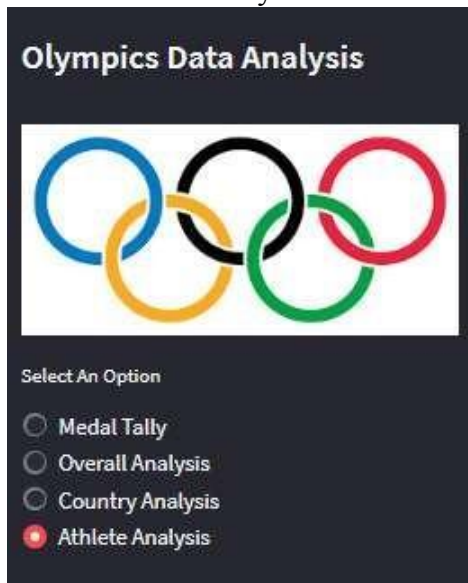 Olympics Data Analysis
Select An Option
Medal Tally
Overall Analysis
Country Analysis
Athlete Analysis